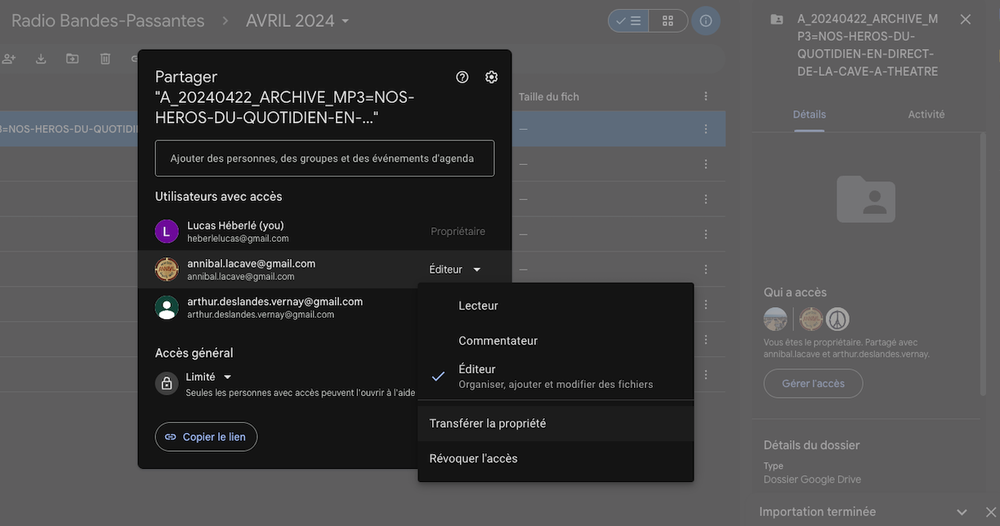 Radio Bandes-Passantes > AVRIL 2024
A_20240422_ARCHIVE_M
P3=NOS-HEROS-DU-
QUOTIDIEN-EN-DIRECT-
DE-LA-CAVE-A-THEATRE
Détails
Activité
Taille du fich
3=NOS-HEROS-DU-QUOTIDI
Partager
"A_20240422_ARCHIVE_MP3=NOS-
HEROS-DU-QUOTIDIEN-EN-..."
Ajouter des personnes, des groupes et des événements d'agenda
Utilisateurs avec accès
L
Lucas Héberlé (you)
heberlelucas@gmail.com
Propriétaire
annibal.lacave@gmail.com
annibal.lacave@gmail.com
Éditeur
arthur.deslandes.vernay@gmail.com
arthur.deslandes.vernay@gmail.com
Accès général
Limité
Seules les personnes avec accès peuvent l'ouvrir à l'aide
Copier le lien
Lecteur
Commentateur
Éditeur
Organiser, ajouter et modifier des fichiers
Transférer la propriété
Révoquer l'accès
Qui a accès
Vous êtes le propriétaire. Partagé avec
annibal.lacave et arthur.deslandes.vernay.
Gérer l'accès
Détails du dossier
Type
Dossier Google Drive
Importation terminée